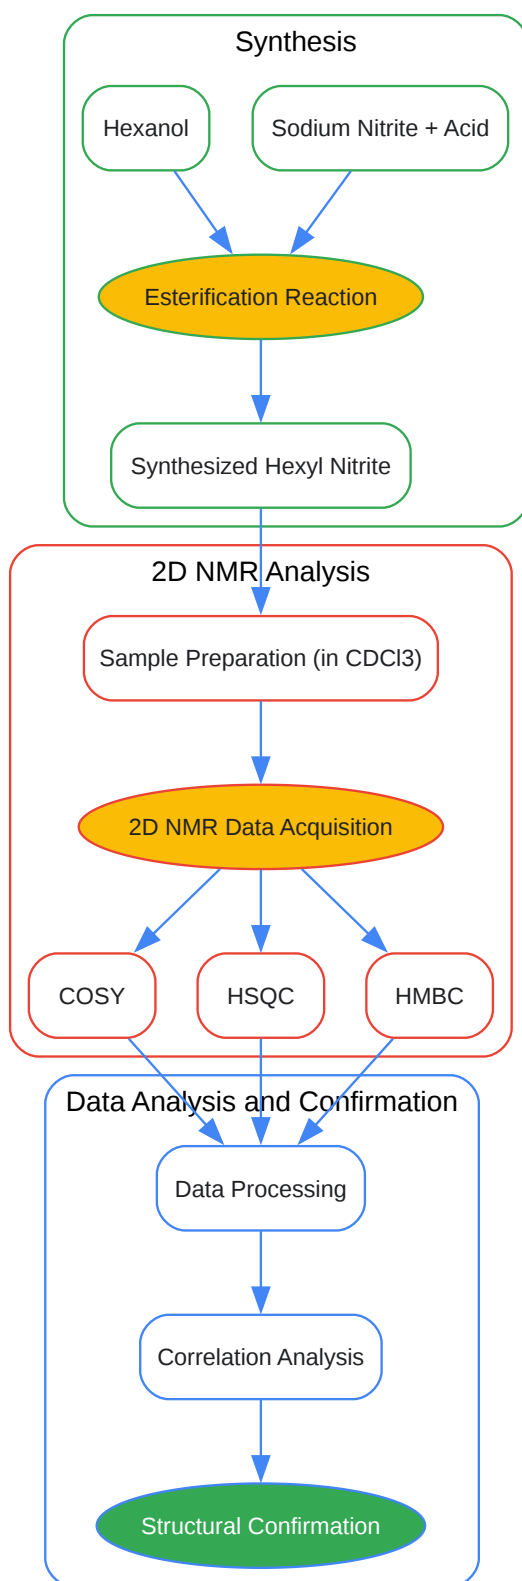 Synthesis
Hexanol
Sodium Nitrite + Acid
Esterification Reaction
Synthesized Hexyl Nitrite
2D NMR Analysis
Sample Preparation (in CDCl3)
2D NMR Data Acquisition
COSY
HSQC
HMBC
Data Analysis and Confirmation
Data Processing
Correlation Analysis
Structural Confirmation